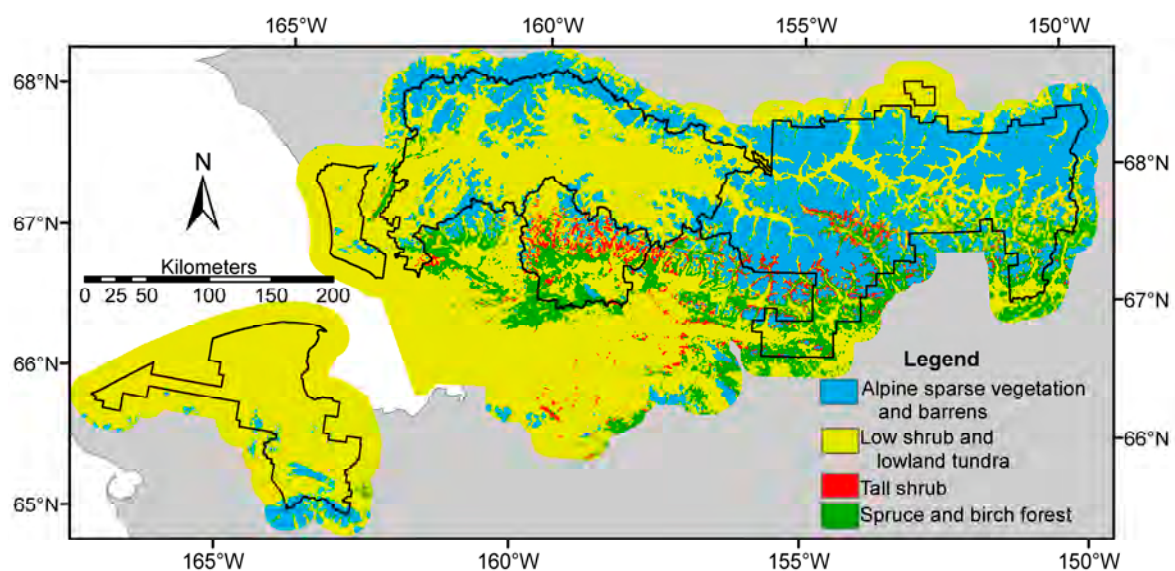 165°W 160°W 155°W 150°W
68°N
68°N
N
67°N
67°N
Kilometers
0 25 50 100 150 200
67°N
66°N
Legend
Alpine sparse vegetation
and barrens
Low shrub and
lowland tundra
66°N
Tall shrub
65°N
Spruce and birch forest
165°W 160°W 155°W 150°W